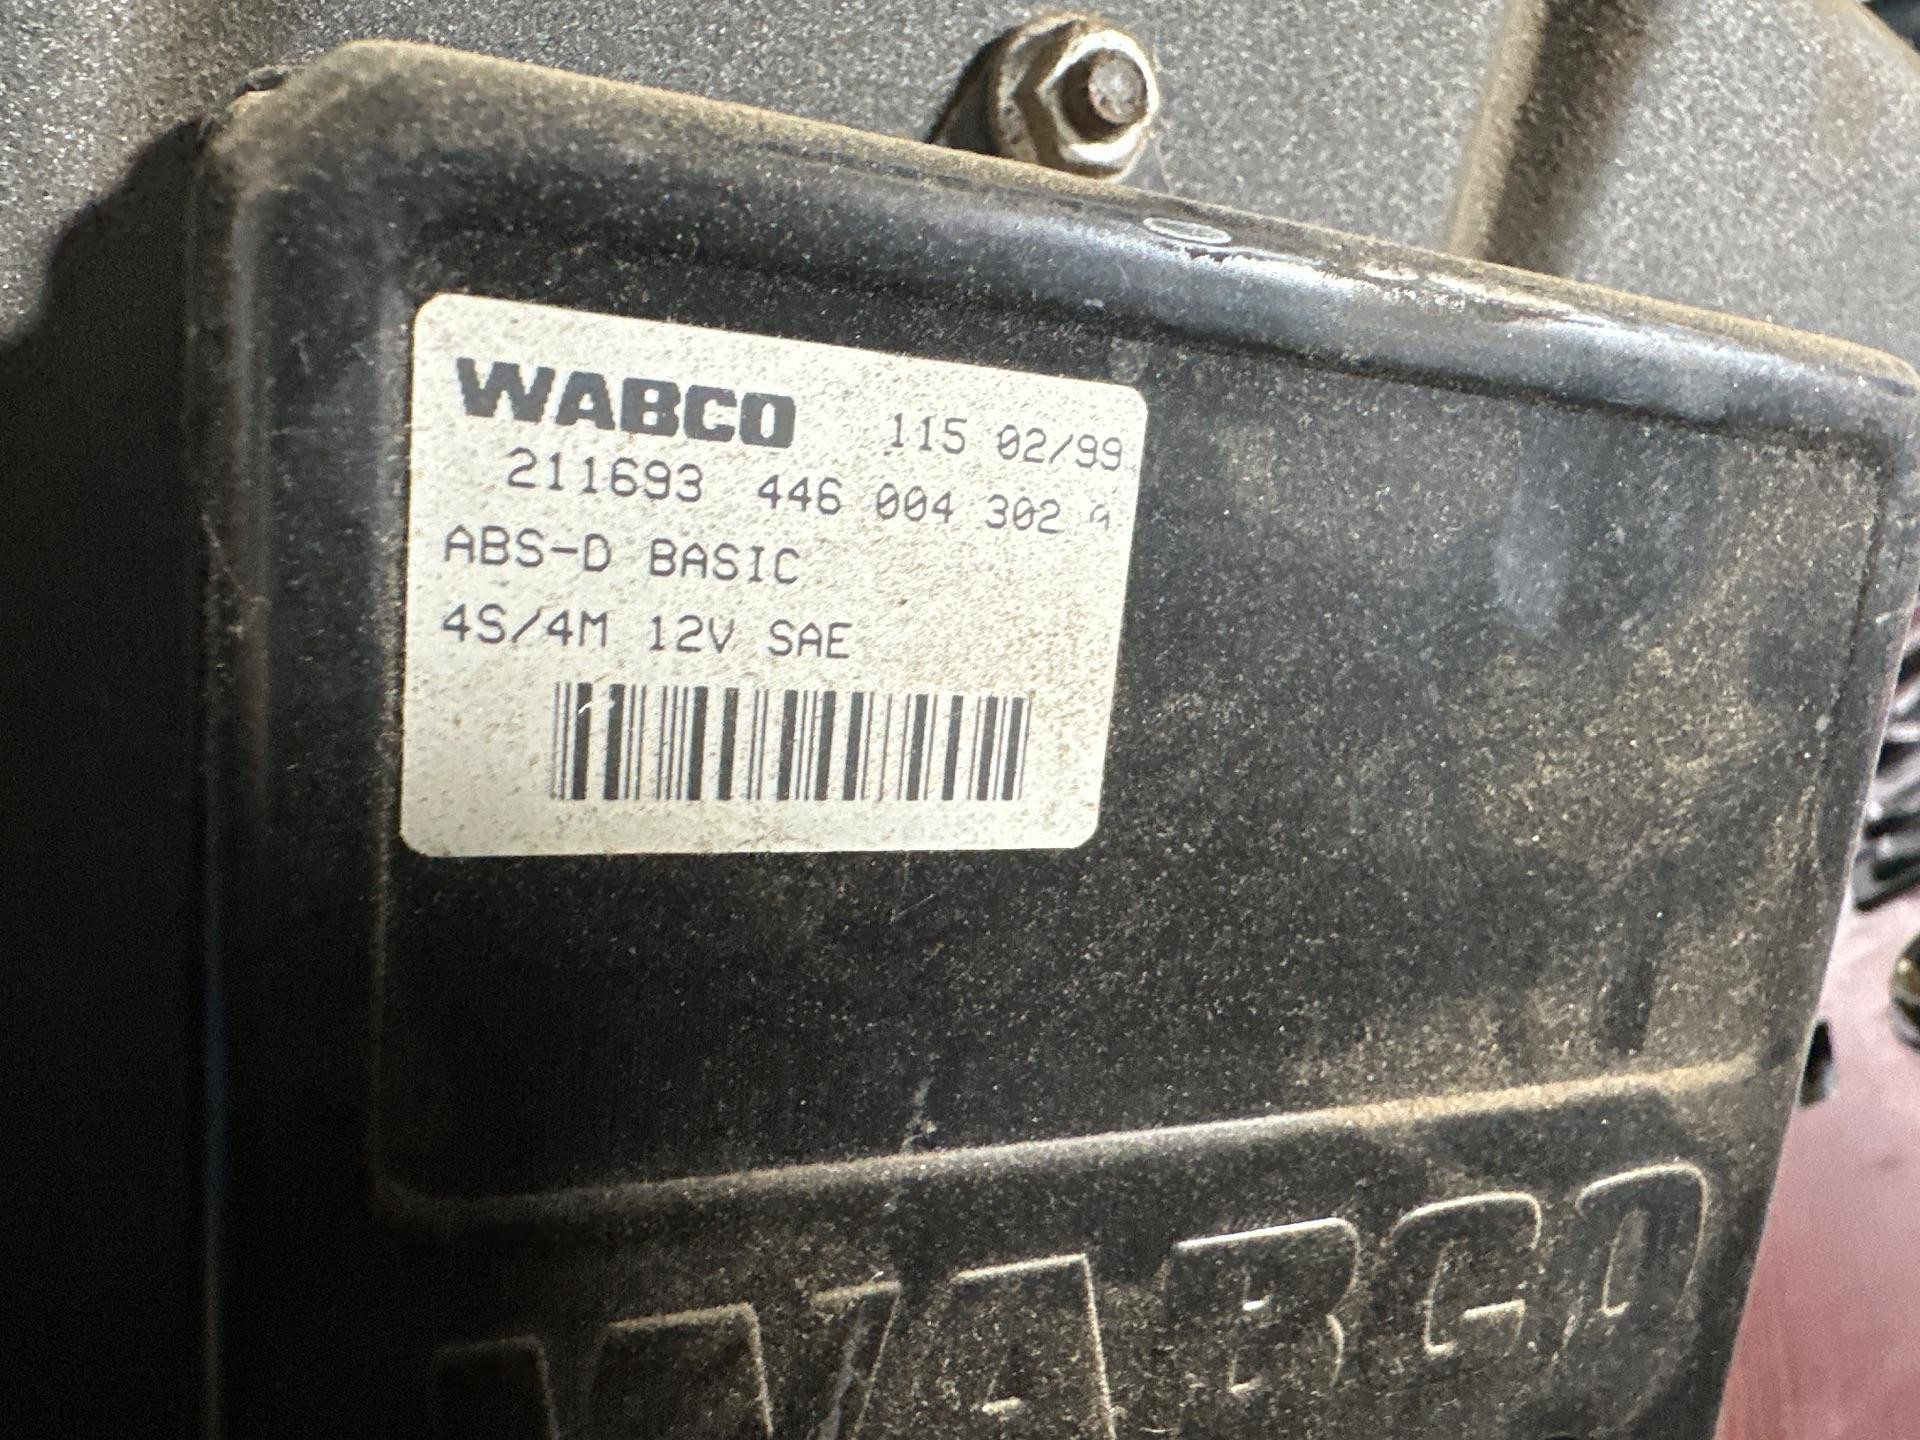 WABCO 115 02/99
211693 446 004 302
ABS-D BASIC
4S/4M 12V SAE
WABCO